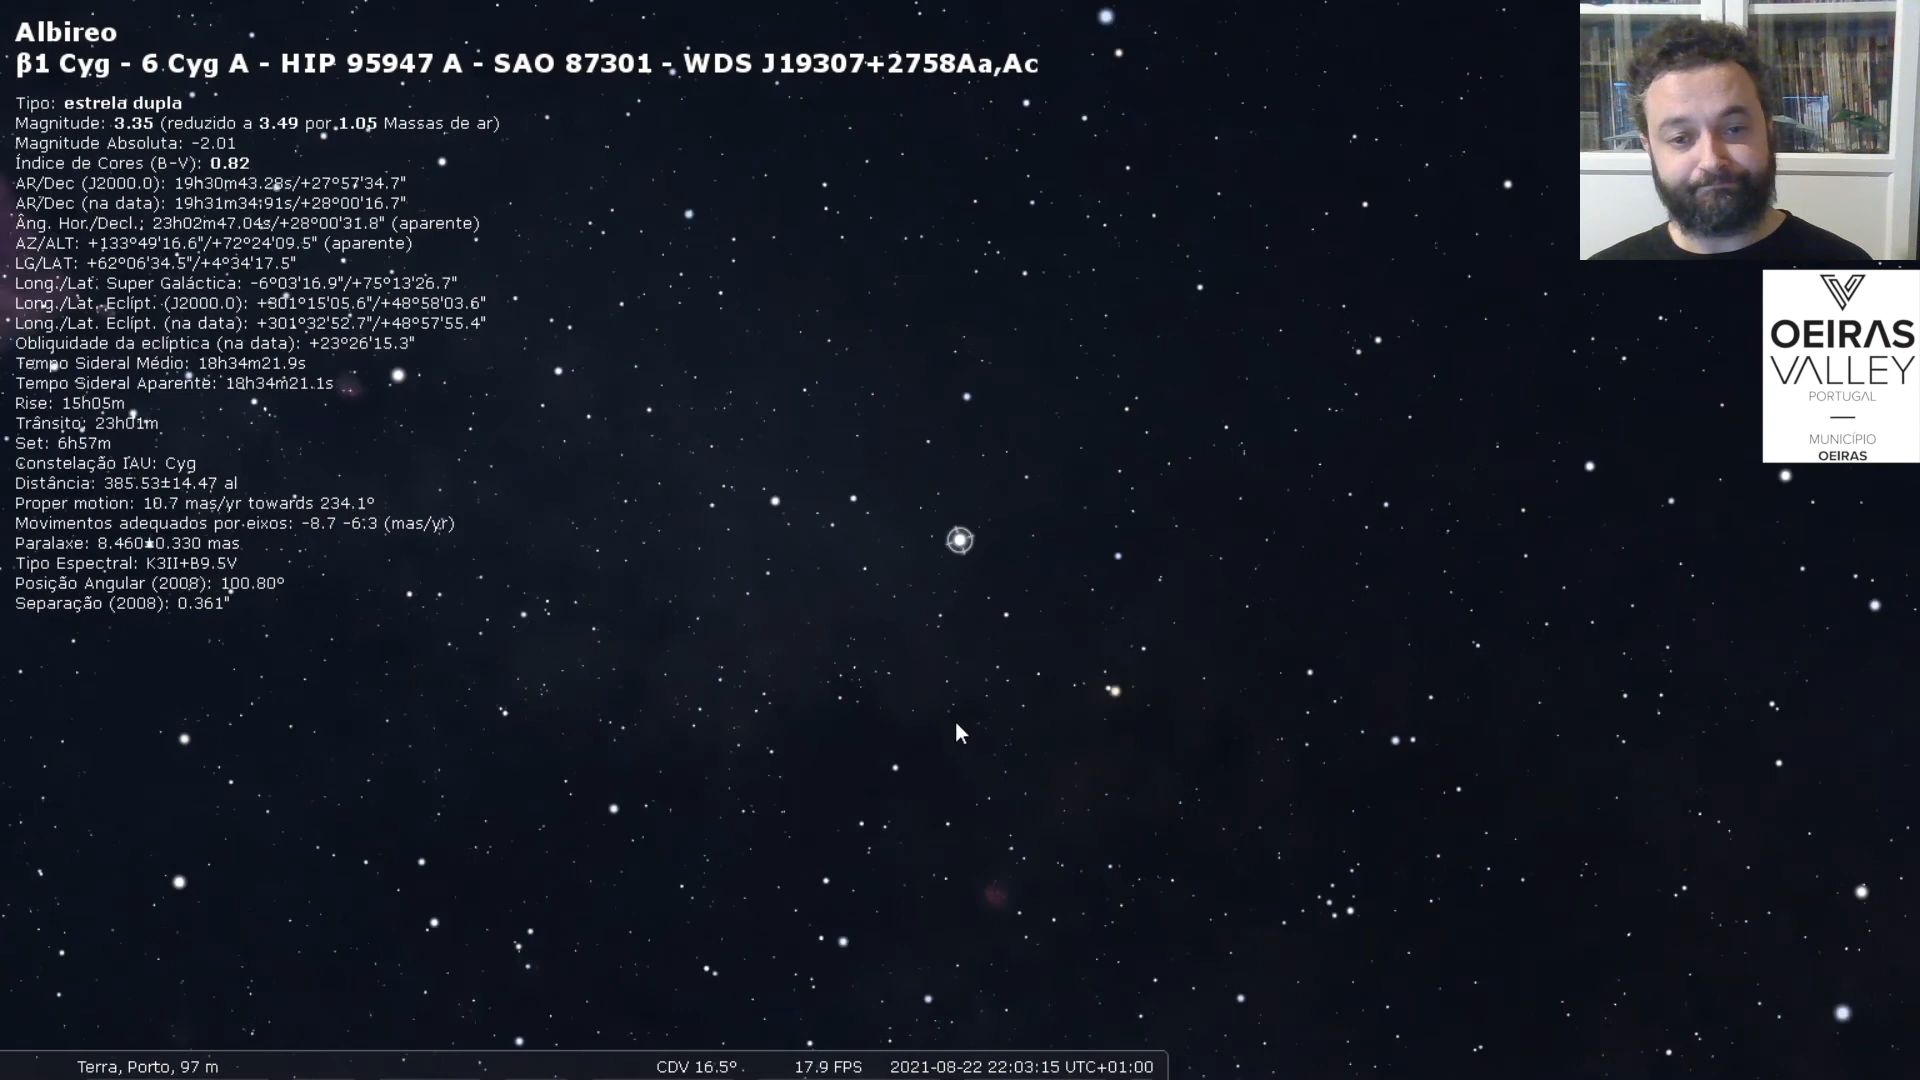 Albireo
β1 Cyg - 6 Cyg A - HIP 95947 A - SAO 87301 - WDS J19307+2758Aa,Ac
Tipo: estrela dupla
Magnitude: 3.35 (reduzido a 3.49 por 1.05 Massas de ar)
Magnitude Absoluta: -2.01
Índice de Cores (B-V): 0.82
AR/Dec (J2000.0): 19h30m43.28s/+27°57'34.7"
AR/Dec (na data): 19h31m34.91s/+28°00'16.7"
Âng. Hor./Decl.: 23h02m47.04s/+28°00'31.8" (aparente)
AZ/ALT: +133°49'16.6"/+72°24'09.5" (aparente)
LG/LAT: +62°06'34.5"/+4°34'17.5"
Long./Lat. Super Galáctica: -6°03'16.9"/+75°13'26.7"
Long./Lat. Eclípt. (J2000.0): +301°15'05.6"/+48°58'03.6"
Long./Lat. Eclípt. (na data): +301°32'52.7"/+48°57'55.4"
Obliquidade da eclíptica (na data): +23°26'15.3"
Tempo Sideral Médio: 18h34m21.9s
Tempo Sideral Aparente: 18h34m21.1s
Rise: 15h05m
Trânsito: 23h01m
Set: 6h57m
Constelação IAU: Cyg
Distância: 385.53±14.47 al
Proper motion: 10.7 mas/yr towards 234.1°
Movimentos adequados por eixos: -8.7 -6.3 (mas/yr)
Paralaxe: 8.460±0.330 mas
Tipo Espectral: K3II+B9.5V
Posição Angular (2008): 100.80°
Separação (2008): 0.361"
OEIRAS
VALLEY
PORTUGAL
MUNICÍPIO
OEIRAS
Terra, Porto, 97 m CDV 16.5° 17.9 FPS 2021-08-22 22:03:15 UTC+01:00